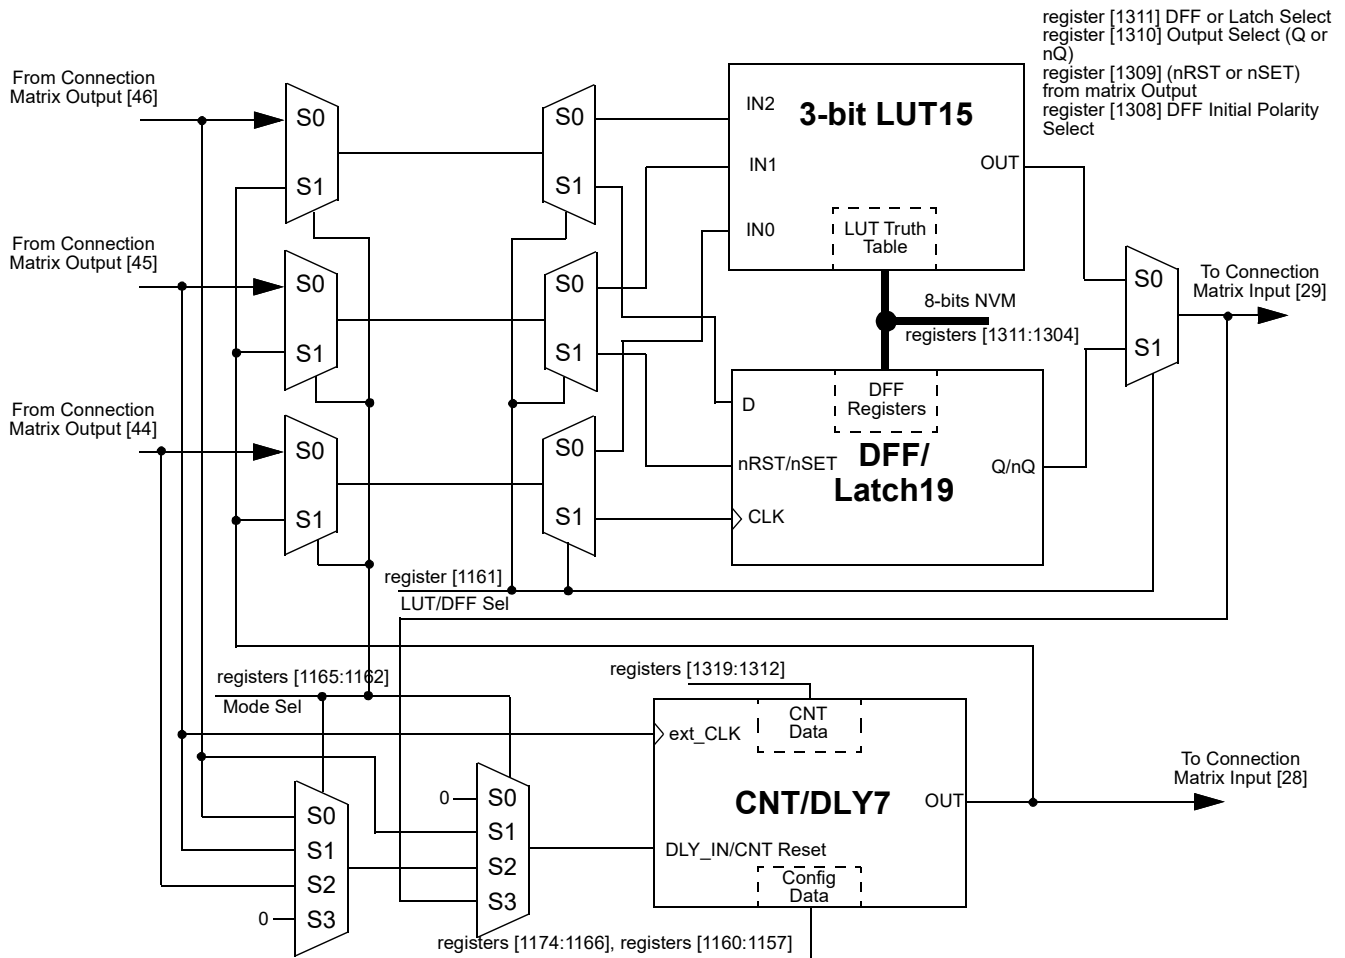 register [1311] DFF or Latch Select
register [1310] Output Select (Q or
nQ)
register [1309] (nRST or nSET)
from matrix Output
register [1308] DFF Initial Polarity
Select
From Connection
Matrix Output [46]
S0
S1
S0
S1
IN2
IN1
IN0
3-bit LUT15
OUT
LUT Truth
Table
From Connection
Matrix Output [45]
S0
S1
S0
S1
8-bits NVM
registers [1311:1304]
S0
S1
To Connection
Matrix Input [29]
From Connection
Matrix Output [44]
S0
S1
S0
S1
D
nRST/nSET
CLK
DFF
Registers
DFF/
Latch19
Q/nQ
register [1161]
LUT/DFF Sel
registers [1165:1162]
Mode Sel
registers [1319:1312]
ext_CLK
CNT
Data
CNT/DLY7
OUT
To Connection
Matrix Input [28]
DLY_IN/CNT Reset
Config
Data
S0
S1
S2
S3
0
0
S0
S1
S2
S3
registers [1174:1166], registers [1160:1157]